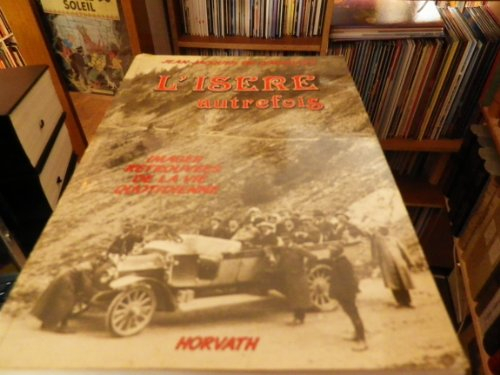 SOLEIL
L'ISERE
autrefois
IMAGES
RETROUVEES
DE LA VIE
QUOTIDIENNE
HORVATH